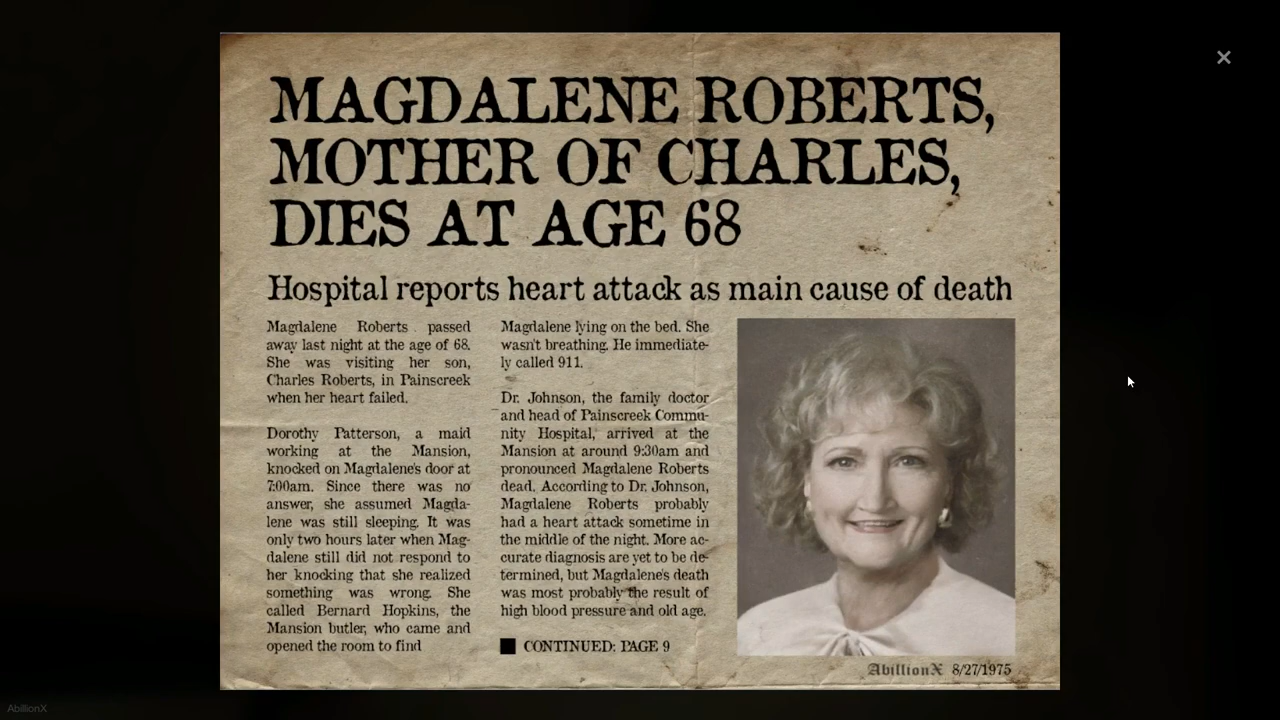 MAGDALENE ROBERTS,
MOTHER OF CHARLES,
DIES AT AGE 68
Hospital reports heart attack as main cause of death
Magdalene Roberts passed
away last night at the age of 68.
She was visiting her son,
Charles Roberts, in Painscreek
when her heart failed.
Dorothy Patterson, a maid
working at the Mansion,
knocked on Magdalene's door at
7:00am. Since there was no
answer, she assumed Magda-
lene was still sleeping. It was
only two hours later when Mag-
dalene still did not respond to
her knocking that she realized
something was wrong. She
called Bernard Hopkins, the
Mansion butler, who came and
opened the room to find
Magdalene lying on the bed. She
wasn't breathing. He immediate-
ly called 911.
Dr. Johnson, the family doctor
and head of Painscreek Commu-
nity Hospital, arrived at the
Mansion at around 9:30am and
pronounced Magdalene Roberts
dead. According to Dr. Johnson,
Magdalene Roberts probably
had a heart attack sometime in
the middle of the night. More ac-
curate diagnosis are yet to be de-
termined, but Magdalene's death
was most probably the result of
high blood pressure and old age.
CONTINUED: PAGE 9
AbillionX 8/27/1975
AbillionX